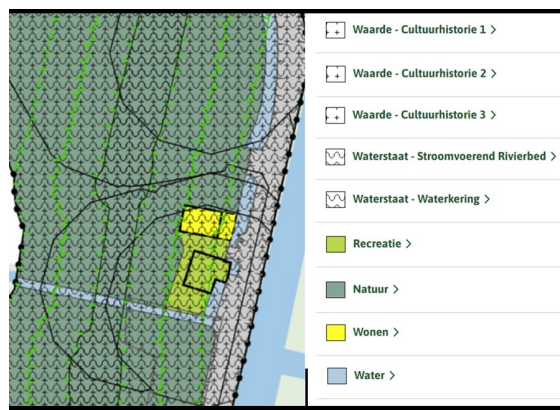 Waarde - Cultuurhistorie 1 >
Waarde - Cultuurhistorie 2 >
Waarde - Cultuurhistorie 3 >
Waterstaat - Stroomvoerend Rivierbed >
Waterstaat - Waterkering >
Recreatie >
Natuur >
Wonen >
Water >